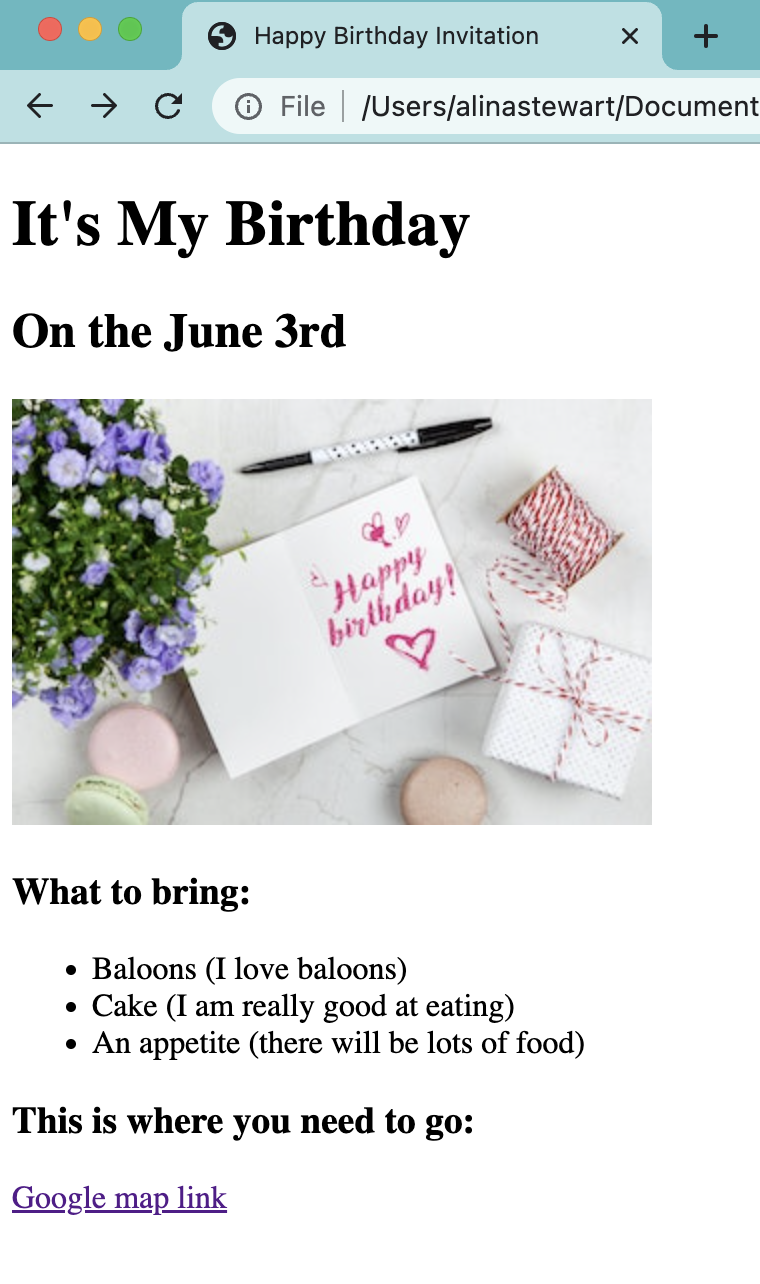 Happy Birthday Invitation
File | /Users/alinastewart/Document
It's My Birthday
On the June 3rd
Happy
birthday!
What to bring:
Baloons (I love baloons)
Cake (I am really good at eating)
An appetite (there will be lots of food)
This is where you need to go:
Google map link